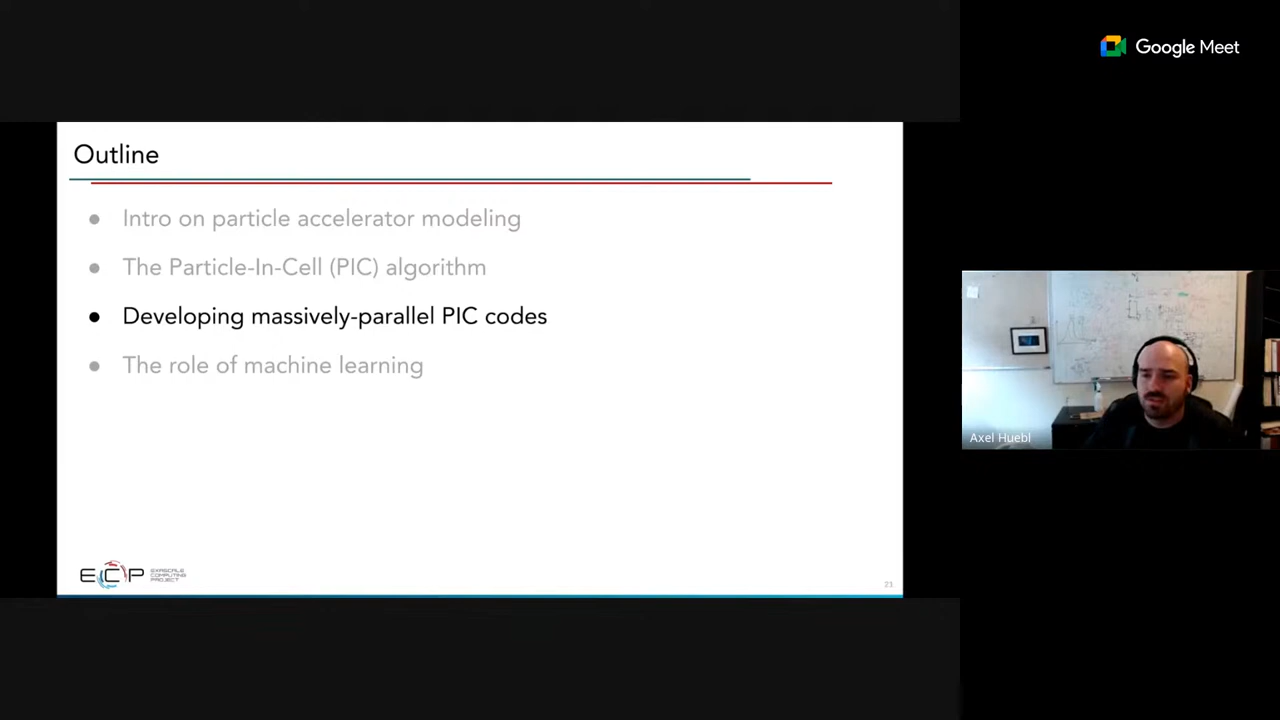 Google Meet
Outline
● Intro on particle accelerator modeling
● The Particle-In-Cell (PIC) algorithm
● Developing massively-parallel PIC codes
● The role of machine learning
ECP
EXASCALE
COMPUTING
PROJECT
21
Axel Huebl